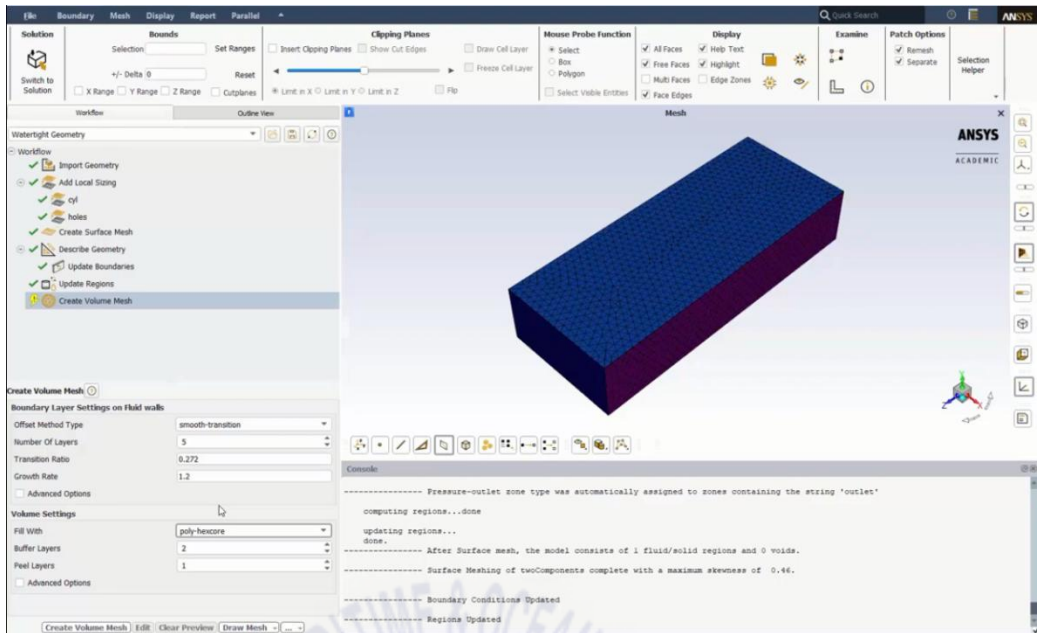 File Boundary Mesh Display Report Parallel Quick Search ANSYS
Solution Bounds Clipping Planes Mouse Probe Function Display Examine Patch Options
Switch to Solution
Selection Set Ranges
+/- Delta 0 Reset
X Range Y Range Z Range Cutplanes
Insert Clipping Planes Show Cut Edges Draw Cell Layer
Freeze Cell Layer
Limit in X Limit in Y Limit in Z Flip
Select
Box
Polygon
Select Visible Entities
All Faces Help Text
Free Faces Highlight
Multi Faces Edge Zones
Face Edges
Remesh
Separate
Selection Helper
Workflow Outline View
Watertight Geometry
Workflow
Import Geometry
Add Local Sizing
cyl
holes
Create Surface Mesh
Describe Geometry
Update Boundaries
Update Regions
Create Volume Mesh
Create Volume Mesh
Boundary Layer Settings on Fluid walls
Offset Method Type smooth-transition
Number Of Layers 5
Transition Ratio 0.272
Growth Rate 1.2
Advanced Options
Volume Settings
Fill With poly-hexcore
Buffer Layers 2
Peel Layers 1
Advanced Options
Create Volume Mesh Edit Clear Preview Draw Mesh ...
Mesh
ANSYS
ACADEMIC
Y
Z
X
Console
---------------- Pressure-outlet zone type was automatically assigned to zones containing the string 'outlet'
computing regions...done
updating regions...
done.
---------------- After Surface mesh, the model consists of 1 fluid/solid regions and 0 voids.
---------------- Surface Meshing of twoComponents complete with a maximum skewness of 0.46.
---------------- Boundary Conditions Updated
---------------- Regions Updated